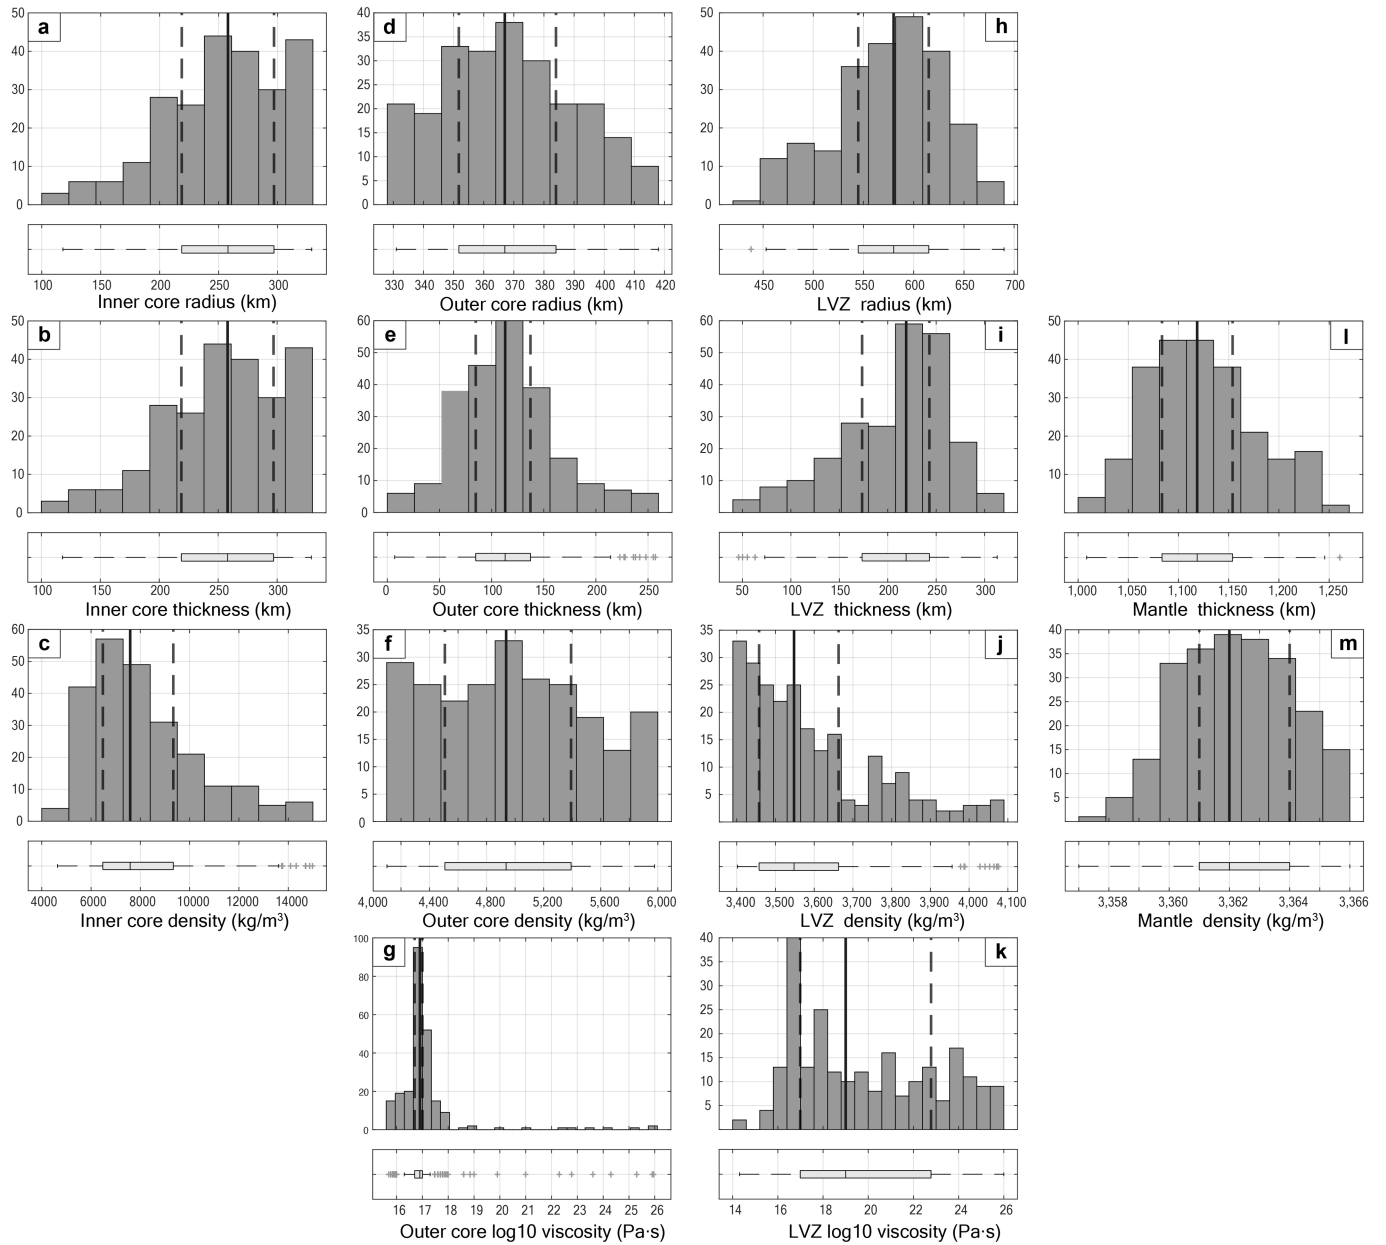 a
50
40
30
20
10
0
100 150 200 250 300
Inner core radius (km)
d
40
35
30
25
20
15
10
5
0
330 340 350 360 370 380 390 400 410 420
Outer core radius (km)
h
50
40
30
20
10
0
450 500 550 600 650 700
LVZ radius (km)
b
50
40
30
20
10
0
100 150 200 250 300
Inner core thickness (km)
e
60
50
40
30
20
10
0
0 50 100 150 200 250
Outer core thickness (km)
i
60
50
40
30
20
10
50 100 150 200 250 300
LVZ thickness (km)
l
50
40
30
20
10
1,000 1,050 1,100 1,150 1,200 1,250
Mantle thickness (km)
c
60
50
40
30
20
10
0
4000 6000 8000 10000 12000 14000
Inner core density (kg/m³)
f
35
30
25
20
15
10
5
0
4,000 4,400 4,800 5,200 5,600 6,000
Outer core density (kg/m³)
j
35
30
25
20
15
10
5
3,400 3,500 3,600 3,700 3,800 3,900 4,000 4,100
LVZ density (kg/m³)
m
40
35
30
25
20
15
10
5
3,358 3,360 3,362 3,364 3,366
Mantle density (kg/m³)
g
100
80
60
40
20
0
16 17 18 19 20 21 22 23 24 25 26
Outer core log10 viscosity (Pa·s)
k
40
35
30
25
20
15
10
5
14 16 18 20 22 24 26
LVZ log10 viscosity (Pa·s)